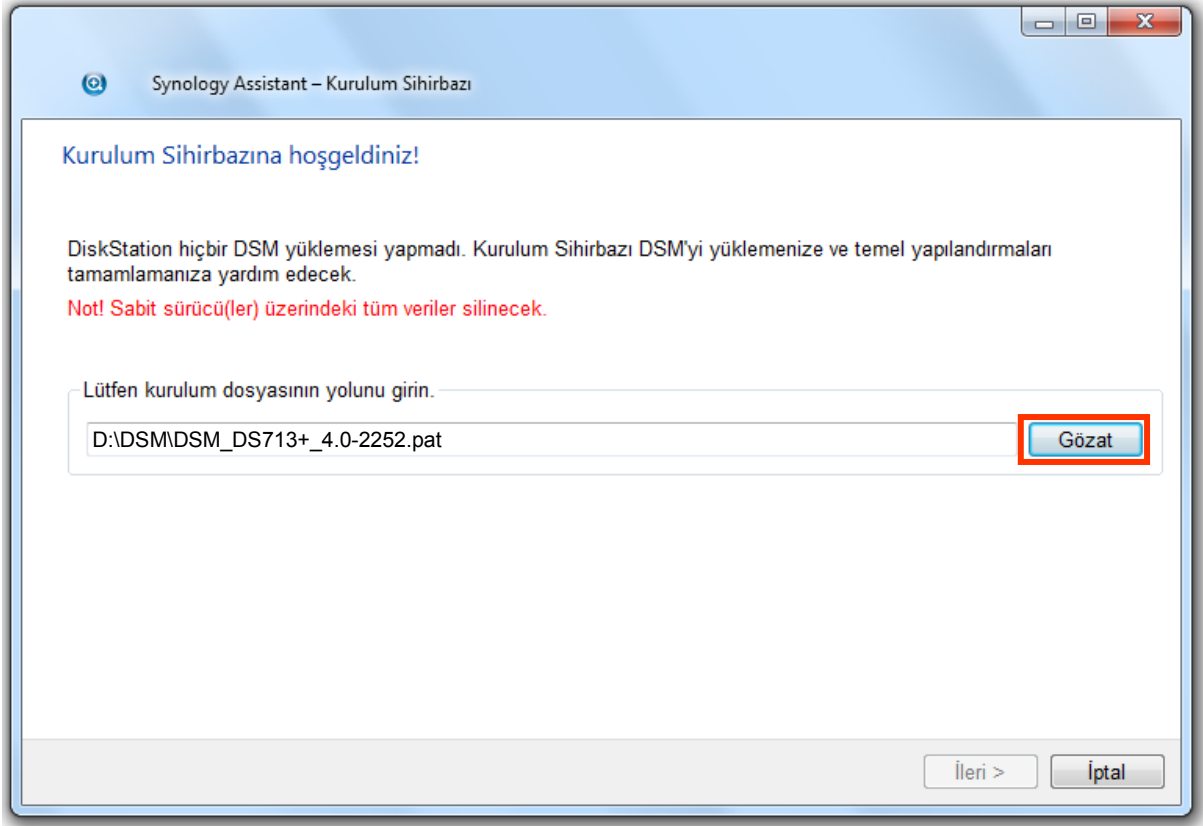 Synology Assistant – Kurulum Sihirbazı
Kurulum Sihirbazına hoşgeldiniz!
DiskStation hiçbir DSM yüklemesi yapmadı. Kurulum Sihirbazı DSM'yi yüklemenize ve temel yapılandırmaları
tamamlamanıza yardım edecek.
Not! Sabit sürücü(ler) üzerindeki tüm veriler silinecek.
Lütfen kurulum dosyasının yolunu girin.
D:\DSM\DSM_DS713+_4.0-2252.pat Gözat
İleri > İptal